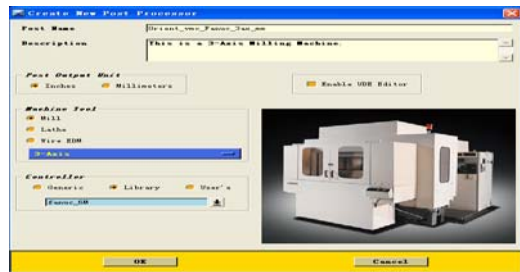 Create New Post Processor
Post Name
Orient_vmc_Fanuc_3ax_mm
Description
This is a 3-Axis Milling Machine.
Post Output Unit
Inches Millimeters
Enable UDE Editor
Machine Tool
Mill
Lathe
Wire EDM
3-Axis
Controller
Generic Library User's
OK Cancel